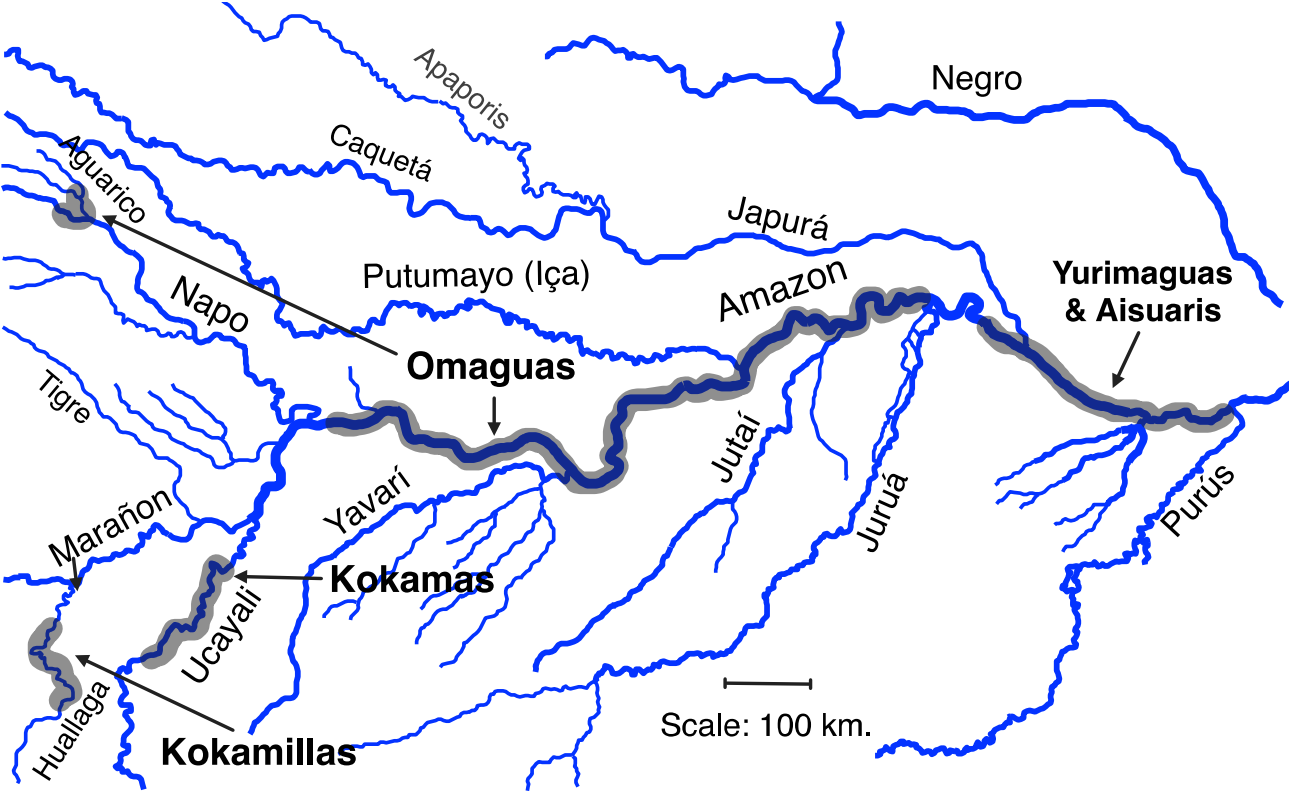 Apaporis
Negro
Caquetá
Aguarico
Japurá
Putumayo (Iça)
Amazon
Yurimaguas
& Aisuaris
Napo
Omaguas
Tigre
Jutaí
Yavarí
Juruá
Purús
Marañon
Kokamas
Ucayali
Huallaga
Scale: 100 km.
Kokamillas